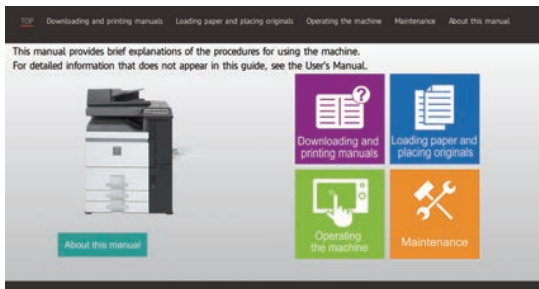 TOP Downloading and printing manuals Loading paper and placing originals Operating the machine Maintenance About this manual
This manual provides brief explanations of the procedures for using the machine.
For detailed information that does not appear in this guide, see the User's Manual.
Downloading and
printing manuals
Loading paper and
placing originals
Operating
the machine
Maintenance
About this manual